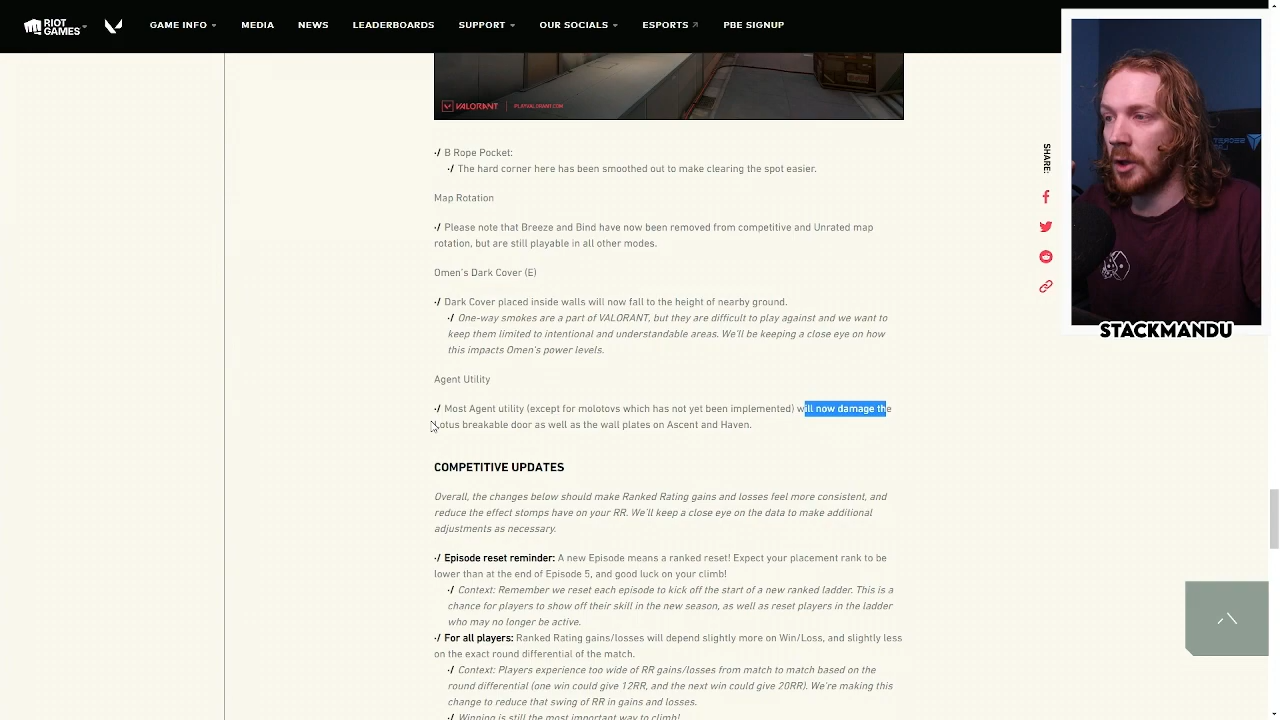 RIOT GAMES
GAME INFO
MEDIA
NEWS
LEADERBOARDS
SUPPORT
OUR SOCIALS
ESPORTS
PBE SIGNUP
VALORANT
PLAYVALORANT.COM
B Rope Pocket:
The hard corner here has been smoothed out to make clearing the spot easier.
Map Rotation
Please note that Breeze and Bind have now been removed from competitive and Unrated map
rotation, but are still playable in all other modes.
Omen's Dark Cover (E)
Dark Cover placed inside walls will now fall to the height of nearby ground.
One-way smokes are a part of VALORANT, but they are difficult to play against and we want to
keep them limited to intentional and understandable areas. We'll be keeping a close eye on how
this impacts Omen's power levels.
Agent Utility
Most Agent utility (except for molotovs which has not yet been implemented) will now damage the
Lotus breakable door as well as the wall plates on Ascent and Haven.
COMPETITIVE UPDATES
Overall, the changes below should make Ranked Rating gains and losses feel more consistent, and
reduce the effect stomps have on your RR. We'll keep a close eye on the data to make additional
adjustments as necessary.
Episode reset reminder: A new Episode means a ranked reset! Expect your placement rank to be
lower than at the end of Episode 5, and good luck on your climb!
Context: Remember we reset each episode to kick off the start of a new ranked ladder. This is a
chance for players to show off their skill in the new season, as well as reset players in the ladder
who may no longer be active.
For all players: Ranked Rating gains/losses will depend slightly more on Win/Loss, and slightly less
on the exact round differential of the match.
Context: Players experience too wide of RR gains/losses from match to match based on the
round differential (one win could give 12RR, and the next win could give 20RR). We're making this
change to reduce that swing of RR in gains and losses.
Winning is still the most important way to climb!
SHARE:
STACKMANDU